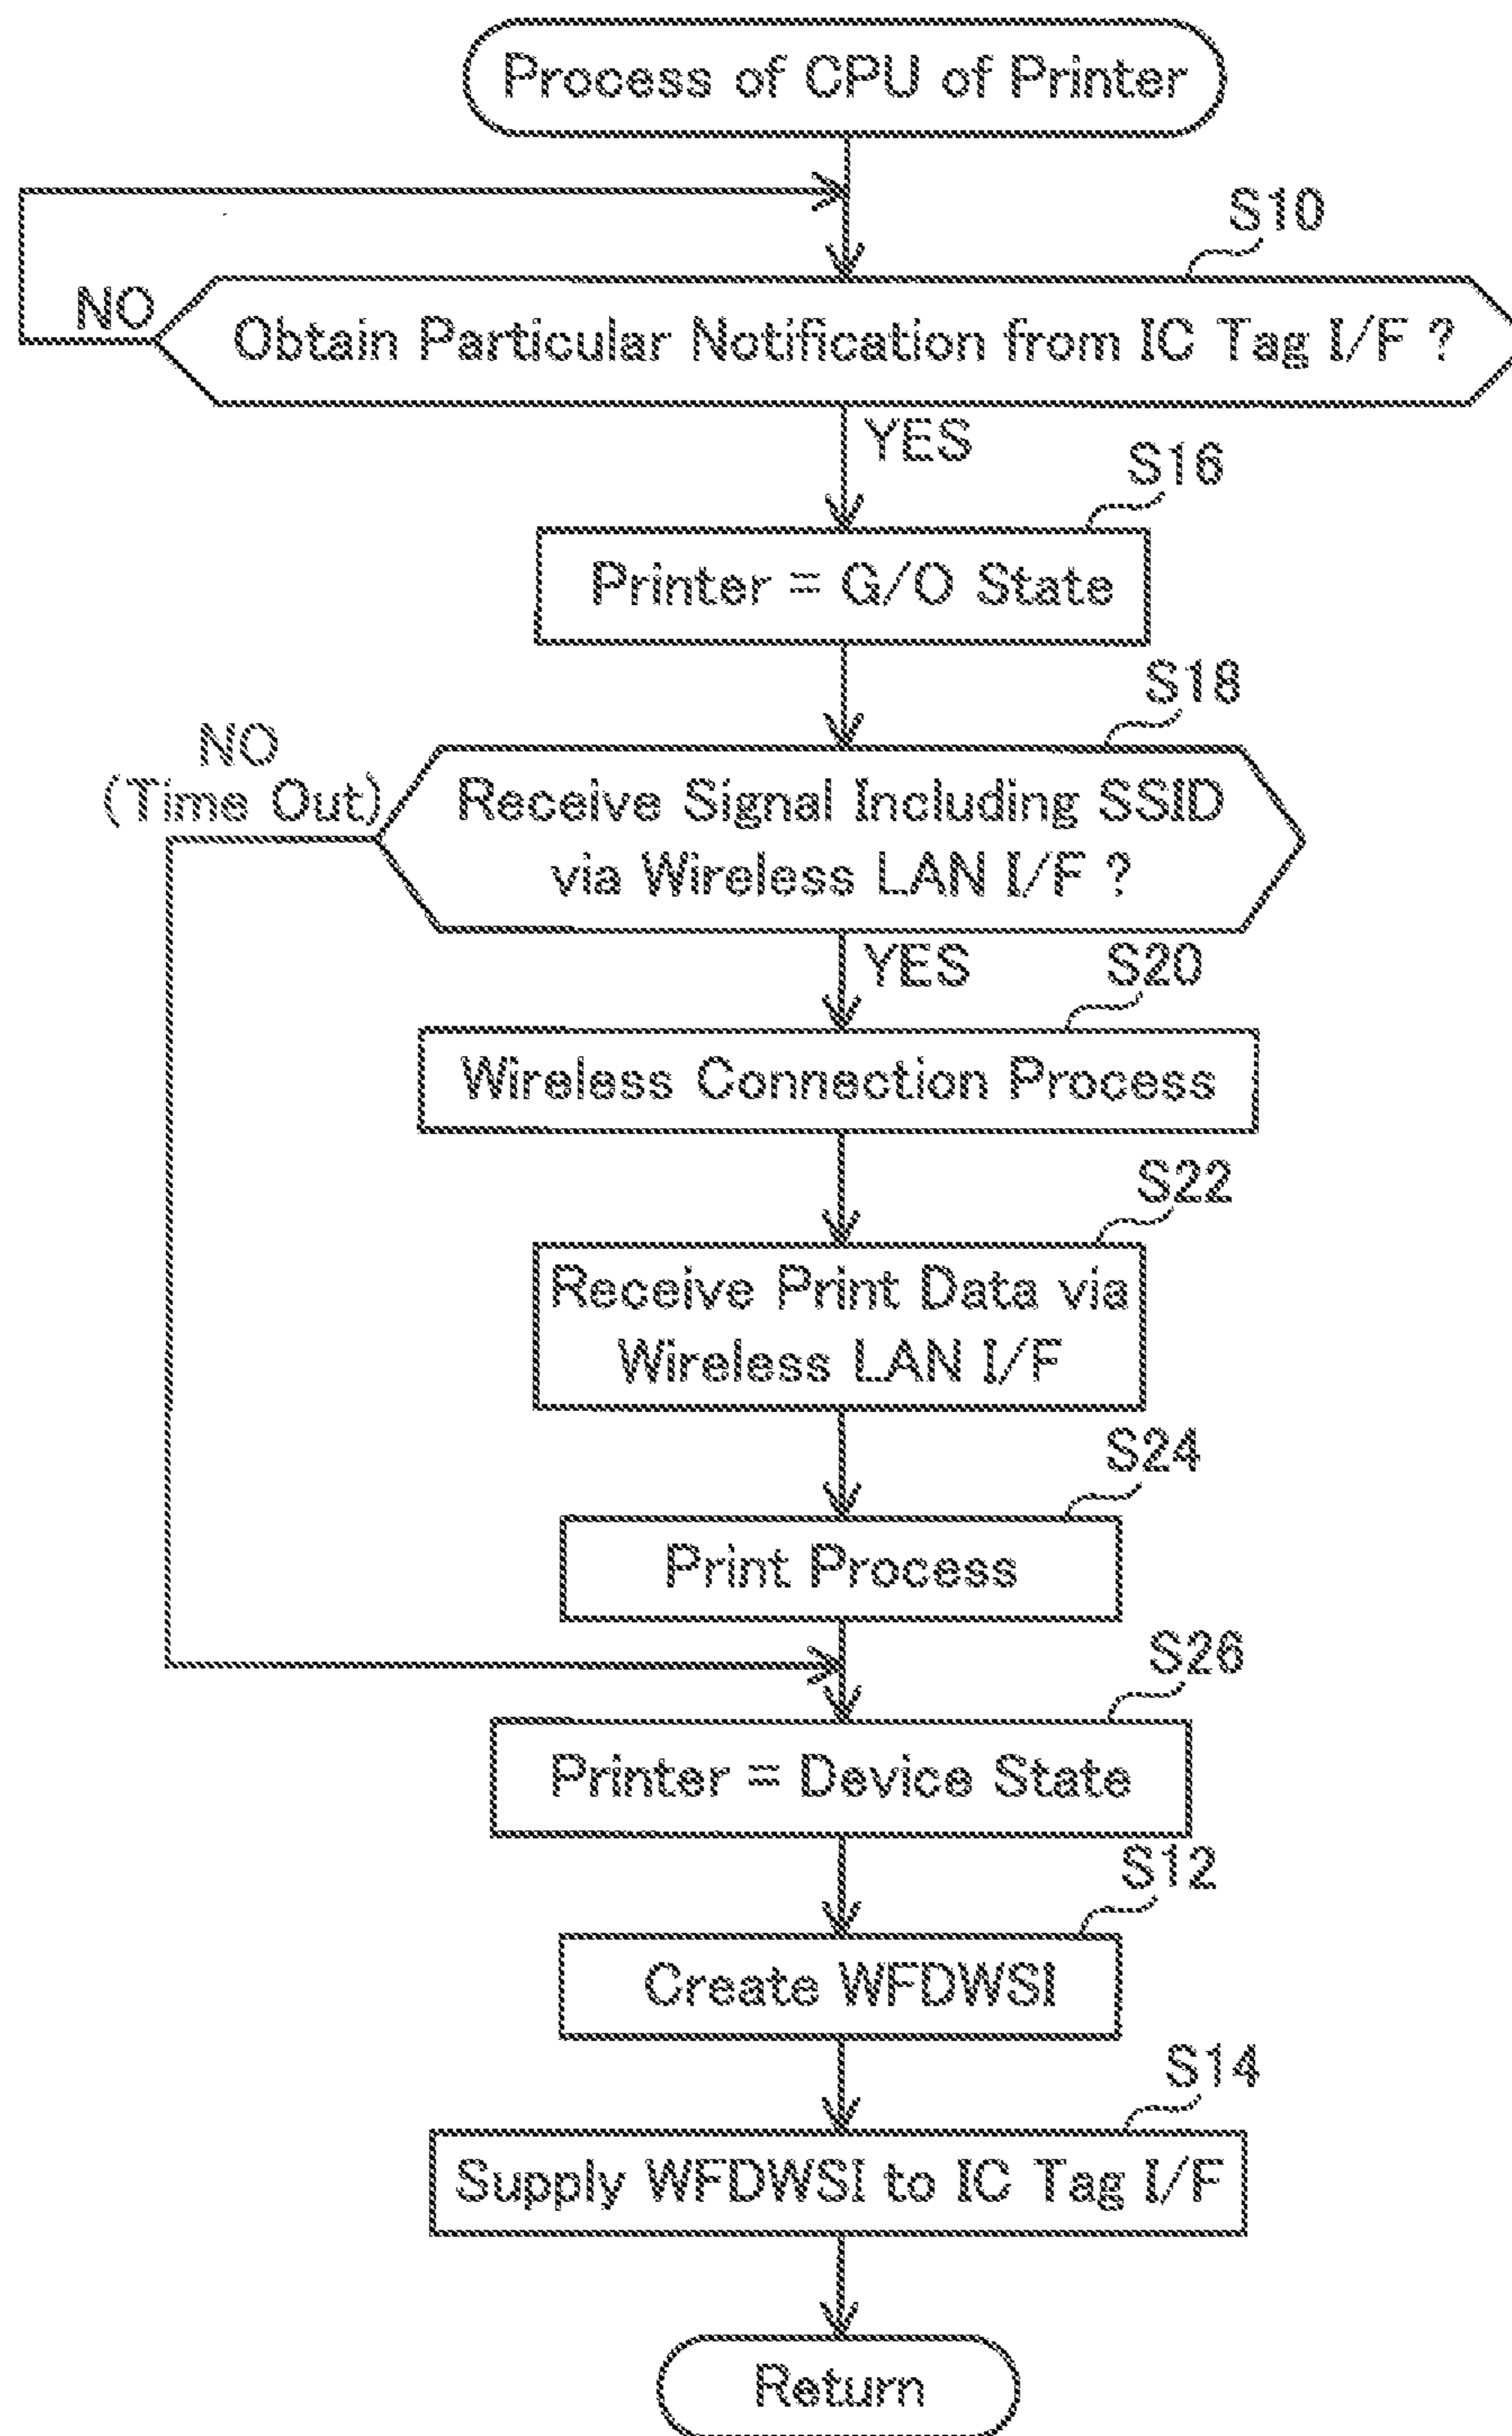 Process of CPU of Printer
S10
NO
Obtain Particular Notification from IC Tag I/F ?
YES
S16
Printer = G/O State
S18
NO
(Time Out)
Receive Signal Including SSID
via Wireless LAN I/F ?
YES
S20
Wireless Connection Process
S22
Receive Print Data via
Wireless LAN I/F
S24
Print Process
S26
Printer = Device State
S12
Create WFDWSI
S14
Supply WFDWSI to IC Tag I/F
Return